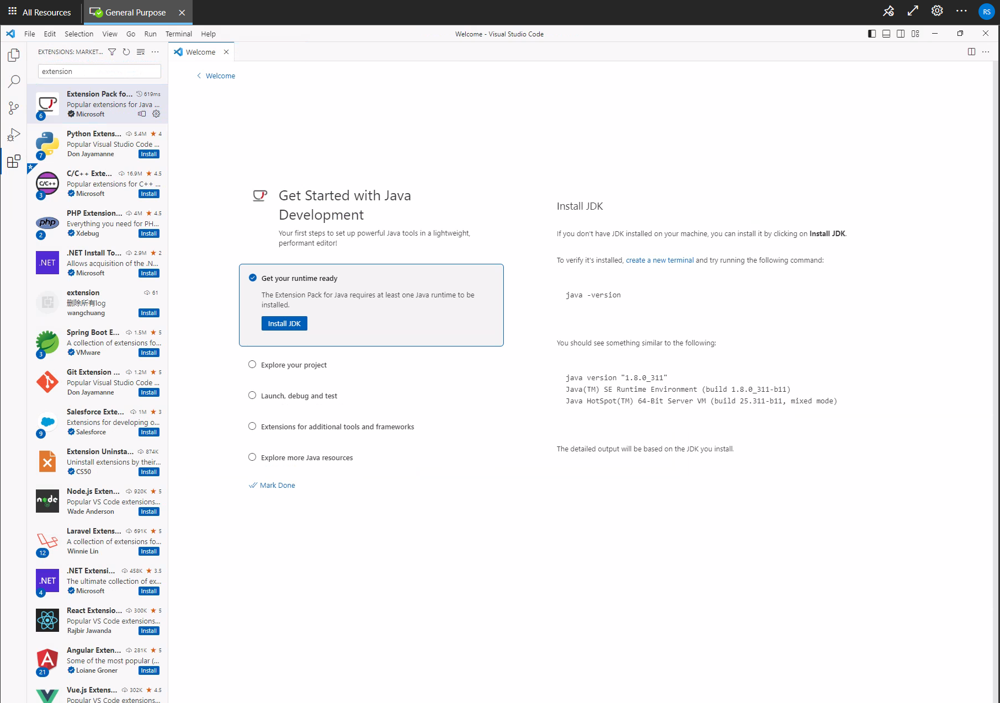 All Resources
General Purpose
RS
File Edit Selection View Go Run Terminal Help
Welcome - Visual Studio Code
EXTENSIONS: MARKET...
Welcome
extension
Welcome
Extension Pack fo... 619ms
Popular extensions for Java ...
Microsoft
6
Python Extens... 5.4M 4
Popular Visual Studio Code ...
Don Jayamanne Install
7
C/C++ Exte... 16.9M 4.5
Popular extensions for C++ ...
Microsoft Install
C/C++
3
PHP Extension... 4M 4.5
Everything you need for PH...
Xdebug Install
php
2
.NET Install To... 2.9M 2
Allows acquisition of the .N...
Microsoft Install
.NET
extension 61
删除所有log
wangchuang Install
Spring Boot E... 1.5M 5
A collection of extensions fo...
VMware Install
3
Git Extension ... 1.2M 5
Popular Visual Studio Code ...
Don Jayamanne Install
Salesforce Exte... 1M 3
Extensions for developing o...
Salesforce Install
9
Extension Uninsta... 874K
Uninstall extensions by their...
CS50 Install
Node.js Exten... 920K 5
Popular VS Code extensions...
Wade Anderson Install
node
Laravel Extens... 691K 5
A collection of extensions fo...
Winnie Lin Install
12
.NET Extensi... 458K 3.5
The ultimate collection of ex...
Microsoft Install
.NET
4
React Extensio... 300K 5
Popular VS Code extensions...
Rajbir Jawanda Install
Angular Exten... 281K 5
Some of the most popular (...
Loiane Groner Install
A
21
Vue.js Extens... 302K 4.5
Popular VS Code extensions...
Get Started with Java
Development
Your first steps to set up powerful Java tools in a lightweight,
performant editor!
Get your runtime ready
The Extension Pack for Java requires at least one Java runtime to be
installed.
Install JDK
Explore your project
Launch, debug and test
Extensions for additional tools and frameworks
Explore more Java resources
Mark Done
Install JDK
If you don't have JDK installed on your machine, you can install it by clicking on Install JDK.
To verify it's installed, create a new terminal and try running the following command:
java -version
You should see something similar to the following:
java version "1.8.0_311"
Java(TM) SE Runtime Environment (build 1.8.0_311-b11)
Java HotSpot(TM) 64-Bit Server VM (build 25.311-b11, mixed mode)
The detailed output will be based on the JDK you install.